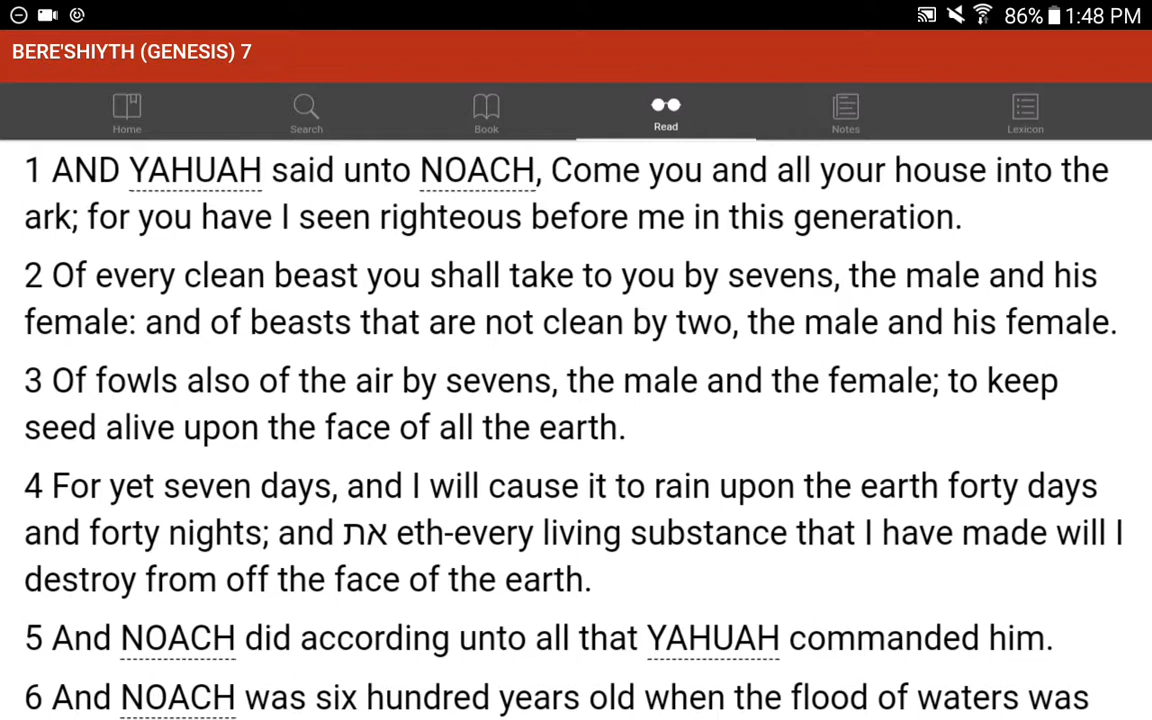 86% 1:48 PM
BERE'SHIYTH (GENESIS) 7
Home Search Book Read Notes Lexicon
1 AND YAHUAH said unto NOACH, Come you and all your house into the
ark; for you have I seen righteous before me in this generation.
2 Of every clean beast you shall take to you by sevens, the male and his
female: and of beasts that are not clean by two, the male and his female.
3 Of fowls also of the air by sevens, the male and the female; to keep
seed alive upon the face of all the earth.
4 For yet seven days, and I will cause it to rain upon the earth forty days
and forty nights; and את eth-every living substance that I have made will I
destroy from off the face of the earth.
5 And NOACH did according unto all that YAHUAH commanded him.
6 And NOACH was six hundred years old when the flood of waters was